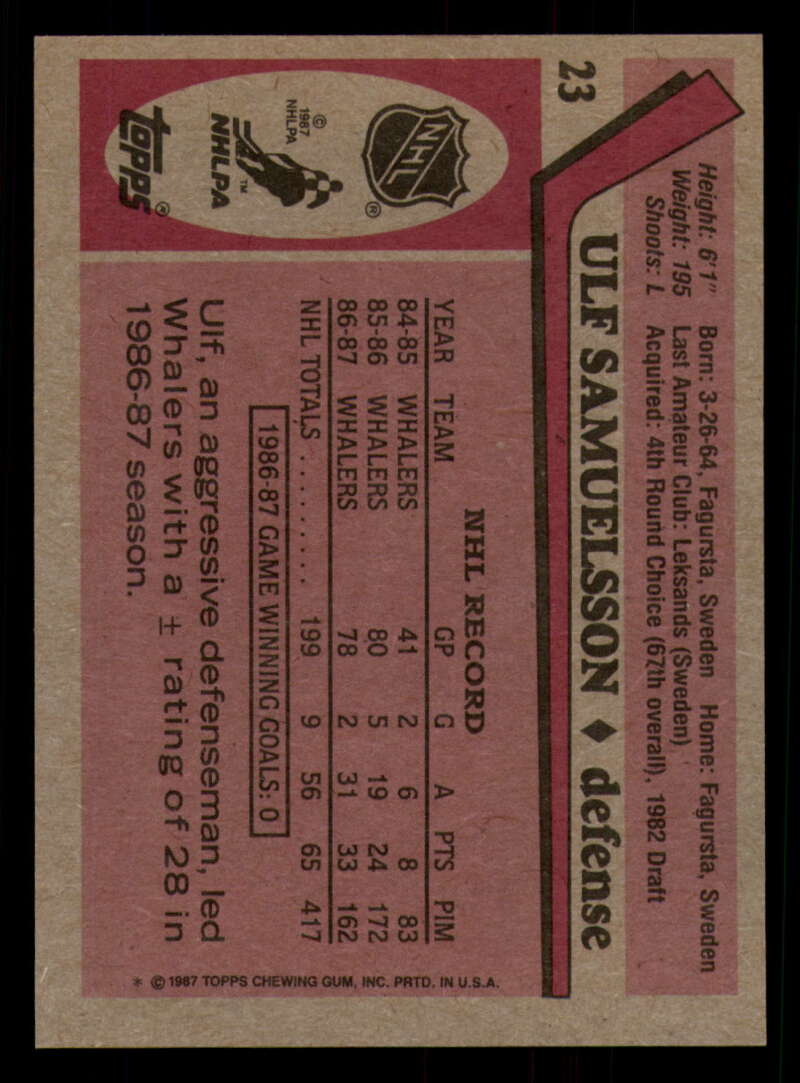 23
Height: 6'1" Born: 3-26-64, Fagursta, Sweden Home: Fagursta, Sweden
Weight: 195 Last Amateur Club: Leksands (Sweden)
Shoots: L Acquired: 4th Round Choice (67th overall), 1982 Draft
ULF SAMUELSSON ♦ defense
NHL
®
© 1987 NHLPA
™
NHLPA
topps®
NHL RECORD
YEAR TEAM GP G A PTS PIM
84-85 WHALERS 41 2 6 8 83
85-86 WHALERS 80 5 19 24 172
86-87 WHALERS 78 2 31 33 162
NHL TOTALS ......... 199 9 56 65 417
1986-87 GAME WINNING GOALS: 0
Ulf, an aggressive defenseman, led
Whalers with a ± rating of 28 in
1986-87 season.
* © 1987 TOPPS CHEWING GUM, INC. PRTD. IN U.S.A.